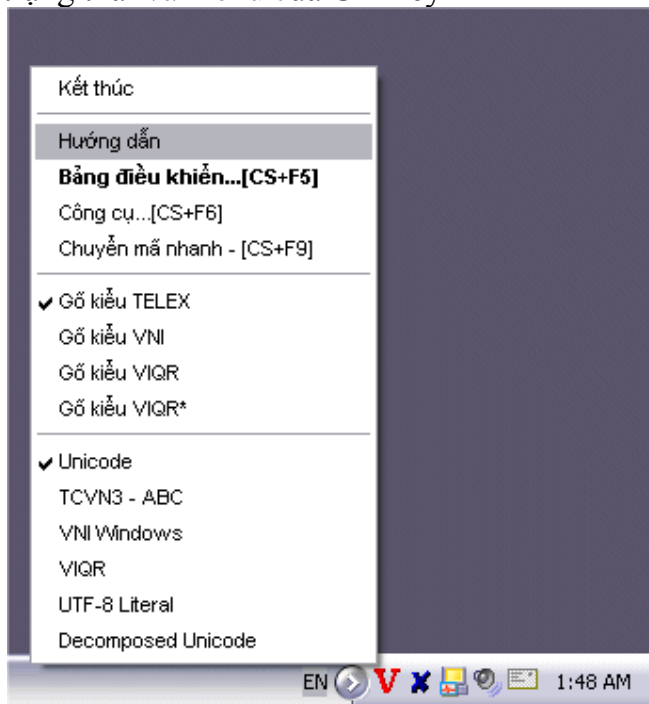 Kết thúc
Hướng dẫn
Bảng điều khiển...[CS+F5]
Công cụ...[CS+F6]
Chuyển mã nhanh - [CS+F9]
Gõ kiểu TELEX
Gõ kiểu VNI
Gõ kiểu VIQR
Gõ kiểu VIQR*
Unicode
TCVN3 - ABC
VNI Windows
VIQR
UTF-8 Literal
Decomposed Unicode
EN V X 1:48 AM